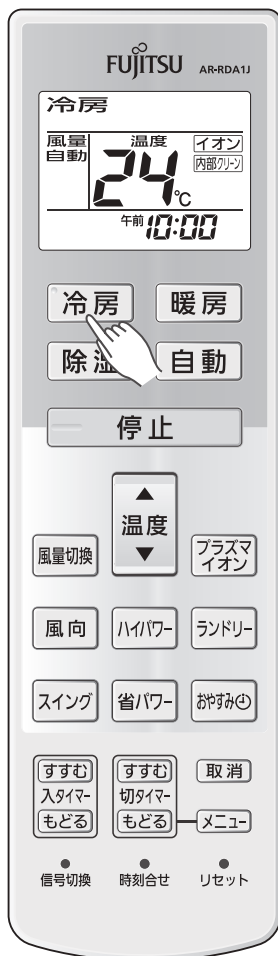 FUJITSU AR-RDA1J
冷房
風量 温度 イオン
自動 24℃ 内部クリーン
午前10:00
冷房 暖房
除湿 自動
停止
▲
温度
▼
風量切換 プラズマ
イオン
風向 ハイパワー ランドリー
スイング 省パワー おやすみ
すすむ すすむ 取消
入タイマー 切タイマー
もどる もどる メニュー
信号切換 時刻合せ リセット